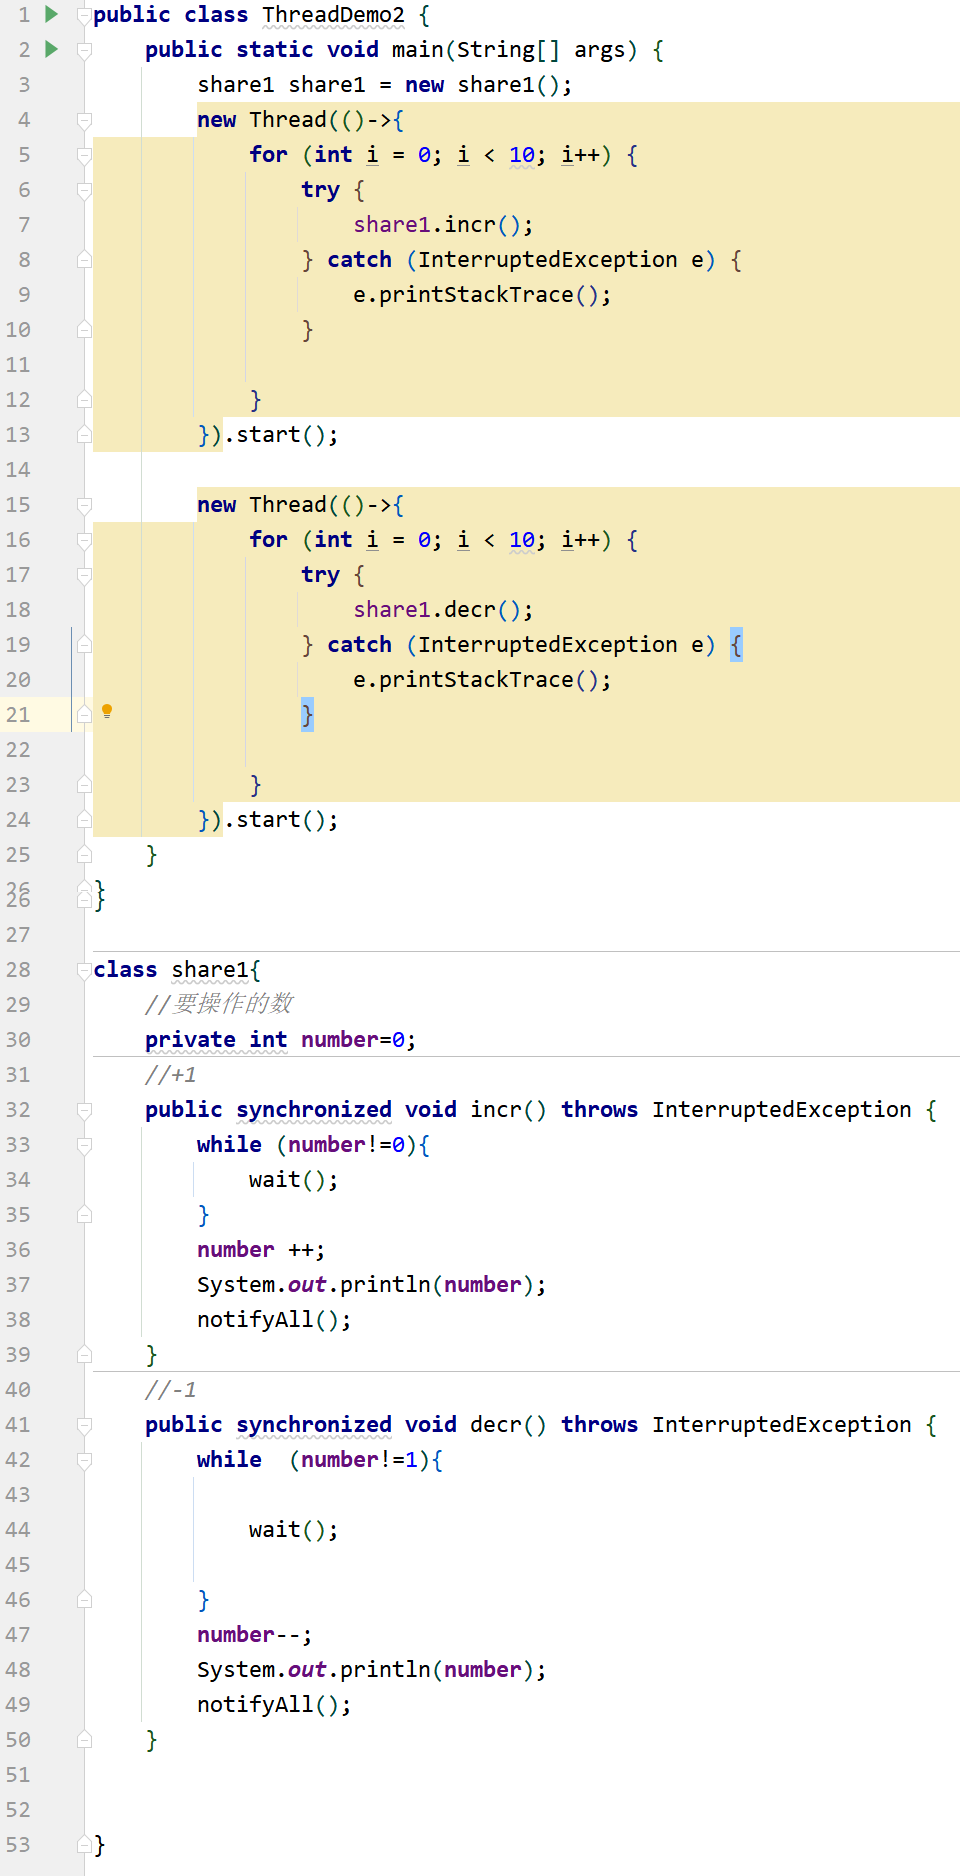 1 public class ThreadDemo2 {
2 public static void main(String[] args) {
3 share1 share1 = new share1();
4 new Thread(()->{
5 for (int i = 0; i < 10; i++) {
6 try {
7 share1.incr();
8 } catch (InterruptedException e) {
9 e.printStackTrace();
10 }
11
12 }
13 }).start();
14
15 new Thread(()->{
16 for (int i = 0; i < 10; i++) {
17 try {
18 share1.decr();
19 } catch (InterruptedException e) {
20 e.printStackTrace();
21 }
22
23 }
24 }).start();
25 }
26 }
26 }
27
28 class share1{
29 //要操作的数
30 private int number=0;
31 //+1
32 public synchronized void incr() throws InterruptedException {
33 while (number!=0){
34 wait();
35 }
36 number ++;
37 System.out.println(number);
38 notifyAll();
39 }
40 //-1
41 public synchronized void decr() throws InterruptedException {
42 while  (number!=1){
43
44 wait();
45
46 }
47 number--;
48 System.out.println(number);
49 notifyAll();
50 }
51
52
53 }